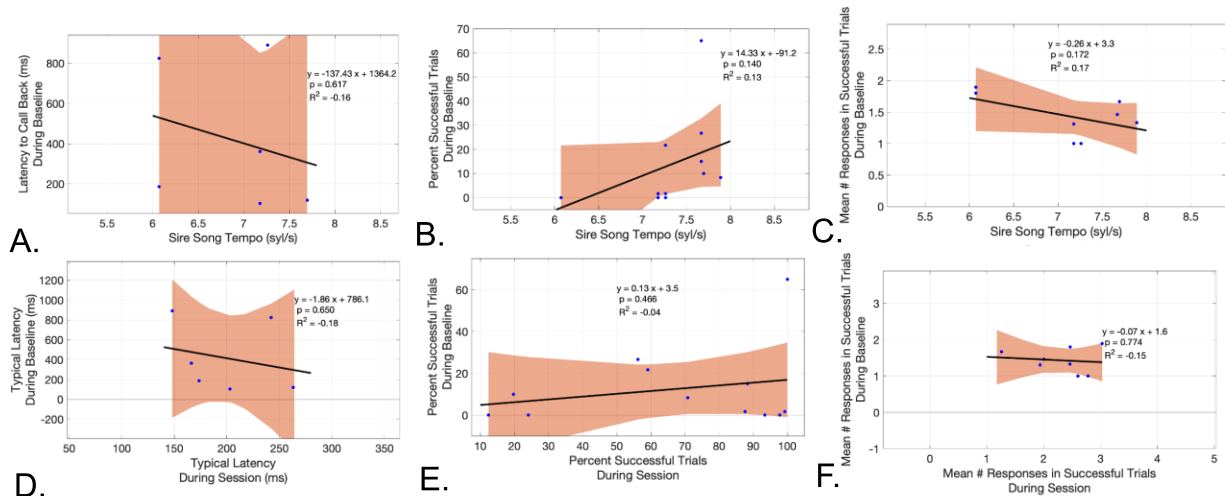 A.
Latency to Call Back (ms)
During Baseline
800
600
400
200
y = -137.43 x + 1364.2
p = 0.617
R² = -0.16
5.5 6 6.5 7 7.5 8 8.5
Sire Song Tempo (syl/s)
B.
Percent Successful Trials
During Baseline
70
60
50
40
30
20
10
0
y = 14.33 x + -91.2
p = 0.140
R² = 0.13
5.5 6 6.5 7 7.5 8 8.5
Sire Song Tempo (syl/s)
C.
Mean # Responses in Successful Trials
During Baseline
2.5
2
1.5
1
0.5
0
y = -0.26 x + 3.3
p = 0.172
R² = 0.17
5.5 6 6.5 7 7.5 8 8.5
Sire Song Tempo (syl/s)
D.
Typical Latency
During Baseline (ms)
1200
1000
800
600
400
200
0
-200
y = -1.86 x + 786.1
p = 0.650
R² = -0.18
50 100 150 200 250 300 350
Typical Latency
During Session (ms)
E.
Percent Successful Trials
During Baseline
60
40
20
0
y = 0.13 x + 3.5
p = 0.466
R² = -0.04
10 20 30 40 50 60 70 80 90 100
Percent Successful Trials
During Session
F.
Mean # Responses in Successful Trials
During Baseline
3
2
1
0
-1
y = -0.07 x + 1.6
p = 0.774
R² = -0.15
0 1 2 3 4 5
Mean # Responses in Successful Trials
During Session